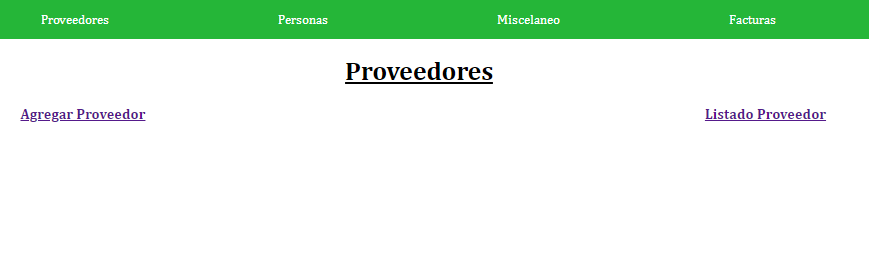 Proveedores Personas Miscelaneo Facturas
Proveedores
Agregar Proveedor Listado Proveedor